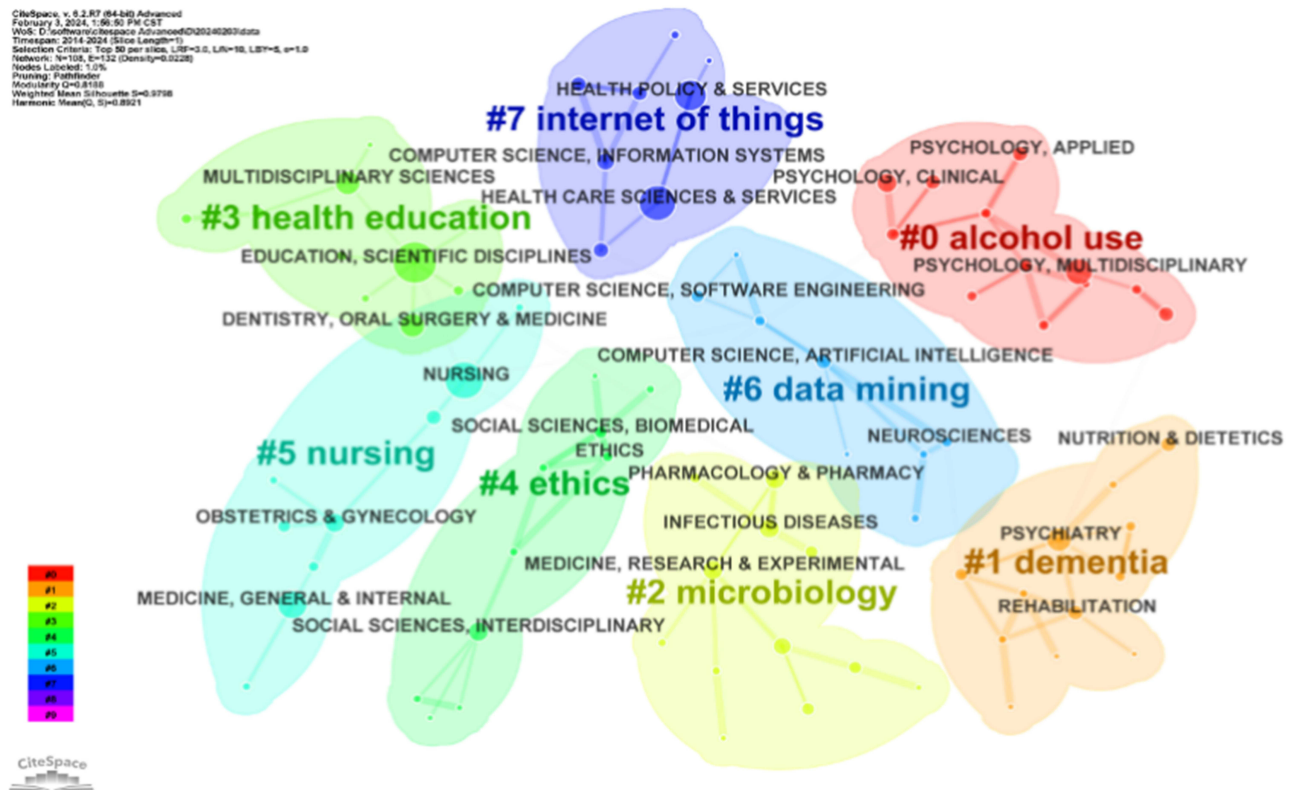 CiteSpace, v. 6.2.R7 (64-bit) Advanced
February 3, 2024, 1:56:50 PM CST
WoS: D:\software\citespace Advanced\D\20240203\data
Timespan: 2014-2024 (Slice Length=1)
Selection Criteria: Top 50 per slice, LRF=3.0, L/N=10, LBY=5, e=1.0
Network: N=108, E=132 (Density=0.0228)
Nodes Labeled: 1.0%
Pruning: Pathfinder
Modularity Q=0.8188
Weighted Mean Silhouette S=0.9798
Harmonic Mean(Q, S)=0.8921
HEALTH POLICY & SERVICES
#7 internet of things
PSYCHOLOGY, APPLIED
COMPUTER SCIENCE, INFORMATION SYSTEMS
MULTIDISCIPLINARY SCIENCES
PSYCHOLOGY, CLINICAL
HEALTH CARE SCIENCES & SERVICES
#3 health education
#0 alcohol use
EDUCATION, SCIENTIFIC DISCIPLINES
PSYCHOLOGY, MULTIDISCIPLINARY
COMPUTER SCIENCE, SOFTWARE ENGINEERING
DENTISTRY, ORAL SURGERY & MEDICINE
COMPUTER SCIENCE, ARTIFICIAL INTELLIGENCE
NURSING
#6 data mining
SOCIAL SCIENCES, BIOMEDICAL
NEUROSCIENCES
NUTRITION & DIETETICS
ETHICS
#5 nursing
PHARMACOLOGY & PHARMACY
#4 ethics
OBSTETRICS & GYNECOLOGY
INFECTIOUS DISEASES
PSYCHIATRY
MEDICINE, RESEARCH & EXPERIMENTAL
#1 dementia
#2 microbiology
MEDICINE, GENERAL & INTERNAL
REHABILITATION
SOCIAL SCIENCES, INTERDISCIPLINARY
#0
#1
#2
#3
#4
#5
#6
#7
#8
#9
CiteSpace